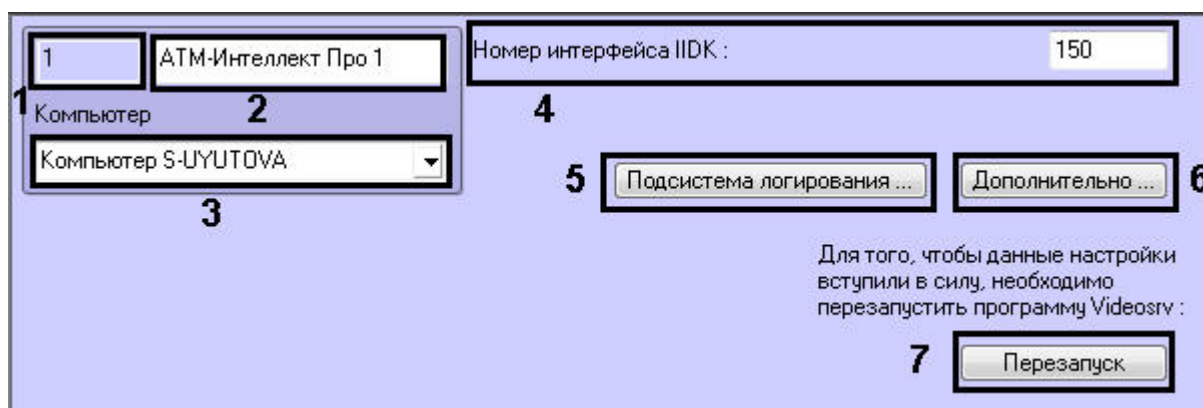 1 АТМ-Интеллект Про 1
Номер интерфейса IIDK : 150
1 Компьютер 2 4
Компьютер S-UYUTOVA
3
5 Подсистема логирования ... Дополнительно ... 6
Для того, чтобы данные настройки
вступили в силу, необходимо
перезапустить программу Videosrv :
7 Перезапуск